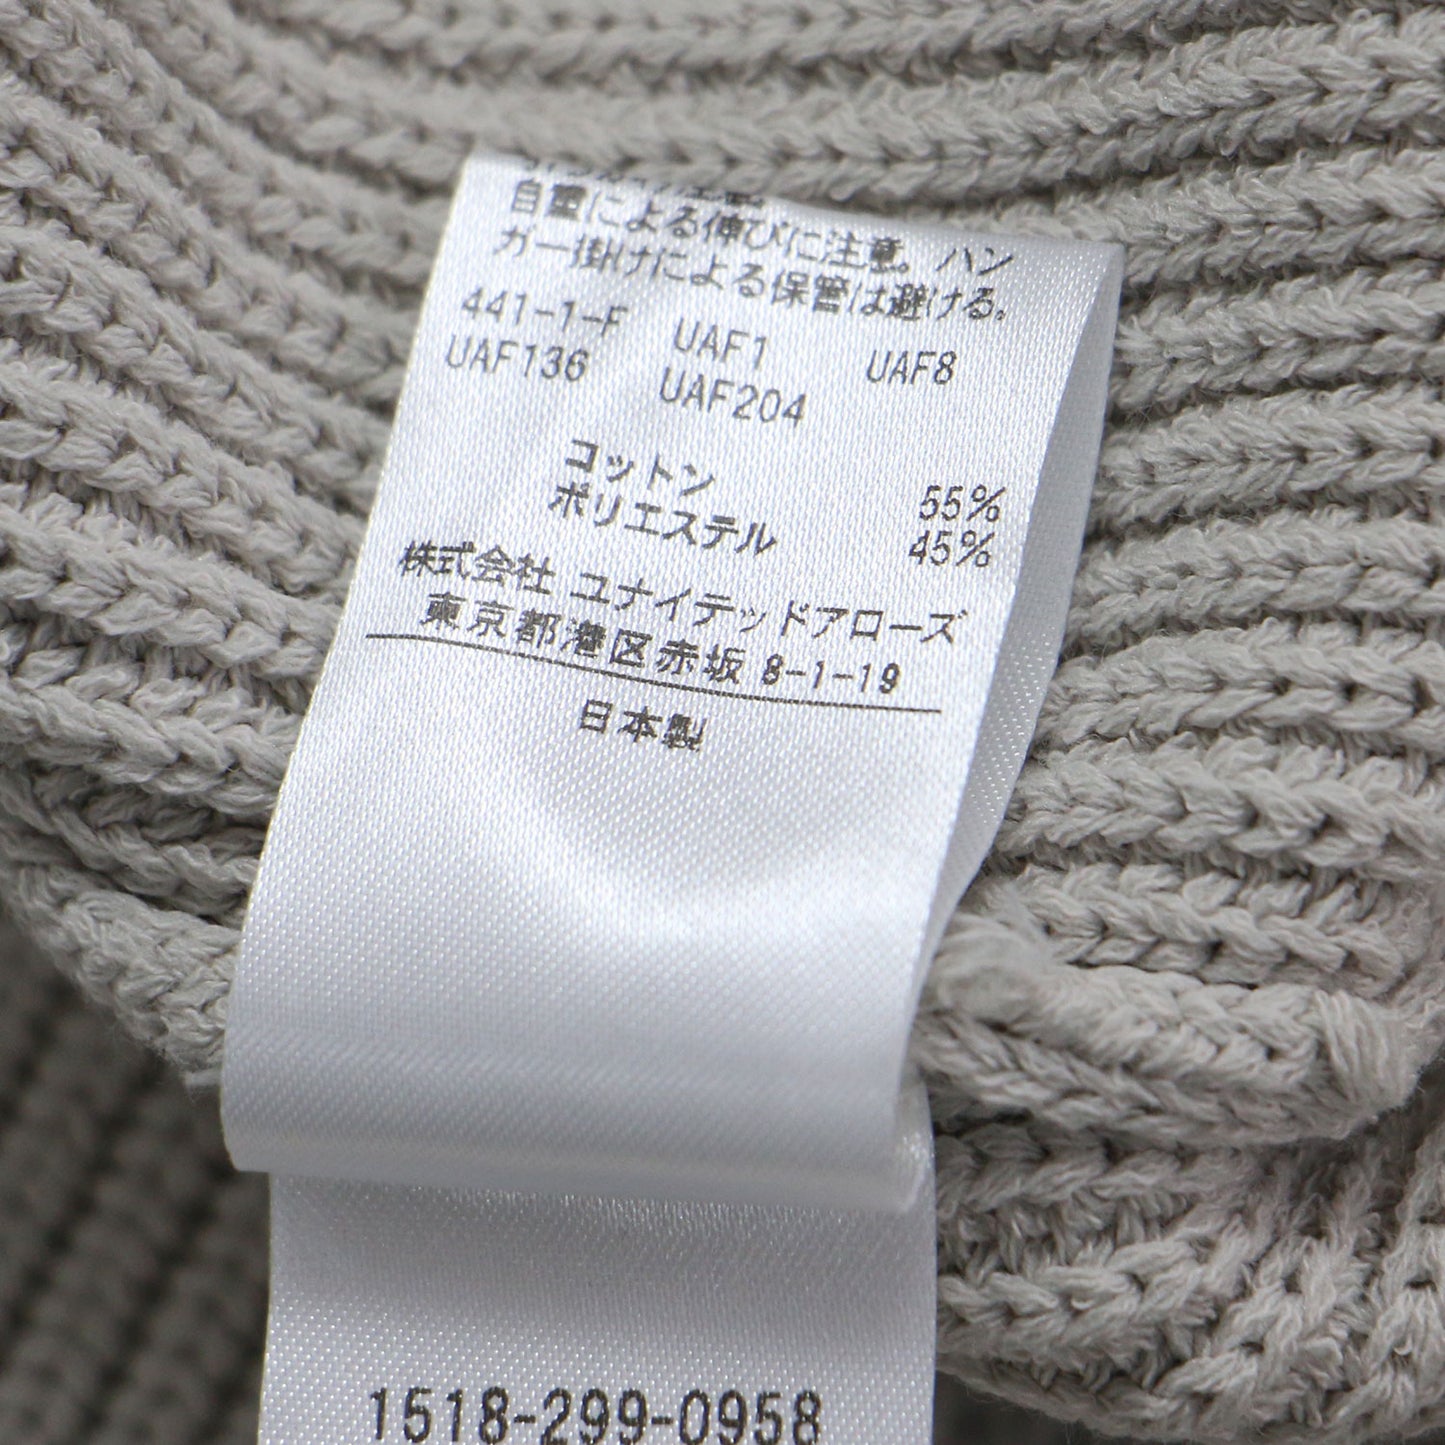 自重による伸びに注意。ハン
ガー掛けによる保管は避ける。
441-1-F UAF1 UAF8
UAF136 UAF204
コットン 55%
ポリエステル 45%
株式会社 ユナイテッドアローズ
東京都港区赤坂 8-1-19
日本製
1518-299-0958